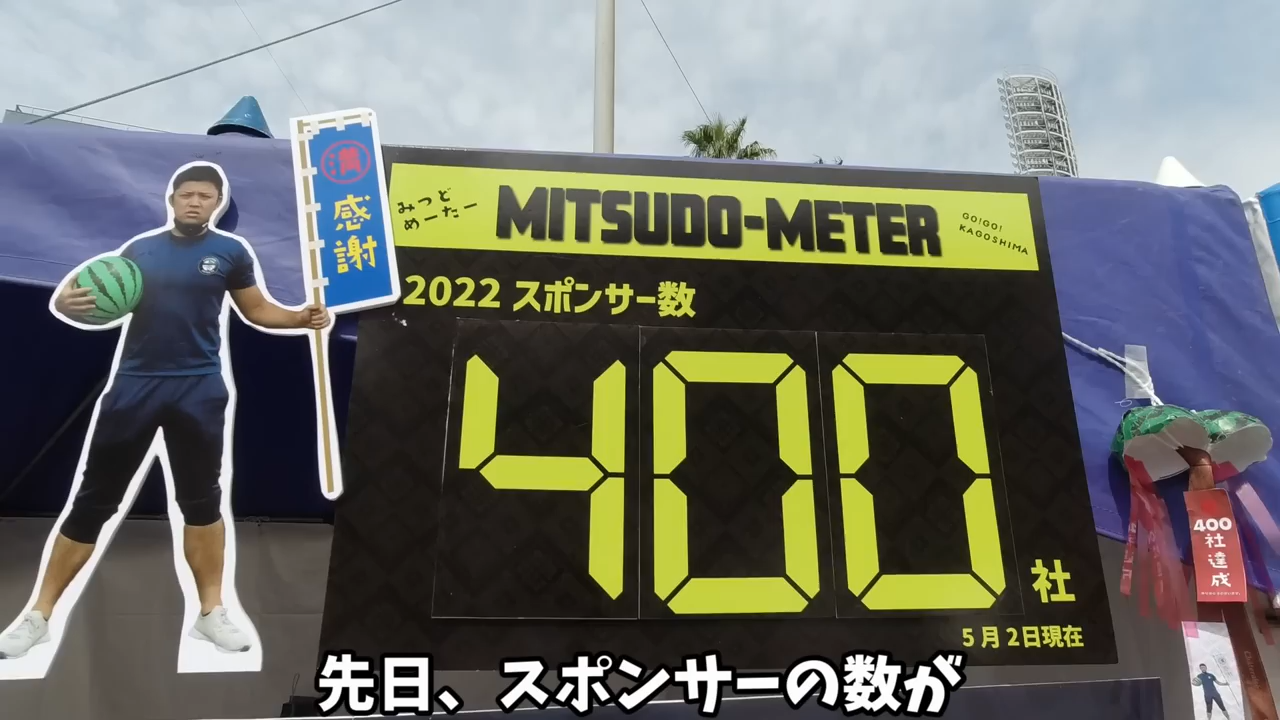 満
感謝
みつど
めーたー
MITSUDO-METER
GO!GO!
KAGOSHIMA
2022 スポンサー数
400
社
5月2日現在
400
社達成
先日、スポンサーの数が